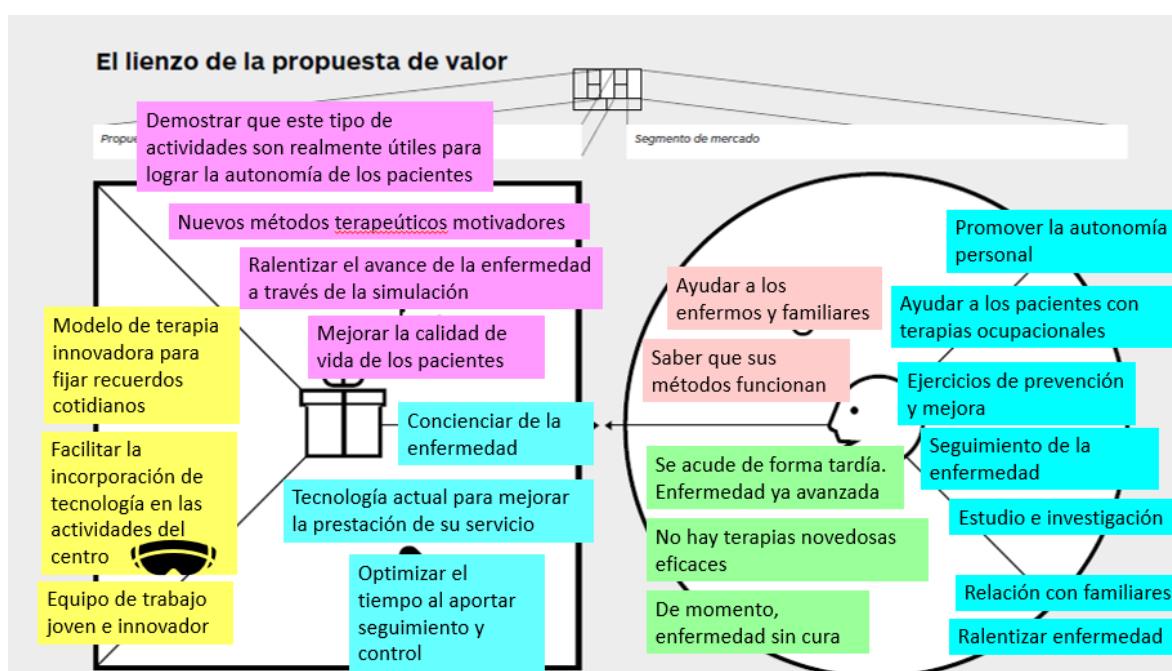 El lienzo de la propuesta de valor
Propue
Segmento de mercado
Demostrar que este tipo de
actividades son realmente útiles para
lograr la autonomía de los pacientes
Nuevos métodos terapeúticos motivadores
Ralentizar el avance de la enfermedad
a través de la simulación
Mejorar la calidad de
vida de los pacientes
Modelo de terapia
innovadora para
fijar recuerdos
cotidianos
Facilitar la
incorporación de
tecnología en las
actividades del
centro
Equipo de trabajo
joven e innovador
Concienciar de la
enfermedad
Tecnología actual para mejorar
la prestación de su servicio
Optimizar el
tiempo al aportar
seguimiento y
control
Ayudar a los
enfermos y familiares
Saber que sus
métodos funcionan
Se acude de forma tardía.
Enfermedad ya avanzada
No hay terapias novedosas
eficaces
De momento,
enfermedad sin cura
Promover la autonomía
personal
Ayudar a los pacientes con
terapias ocupacionales
Ejercicios de prevención
y mejora
Seguimiento de la
enfermedad
Estudio e investigación
Relación con familiares
Ralentizar enfermedad